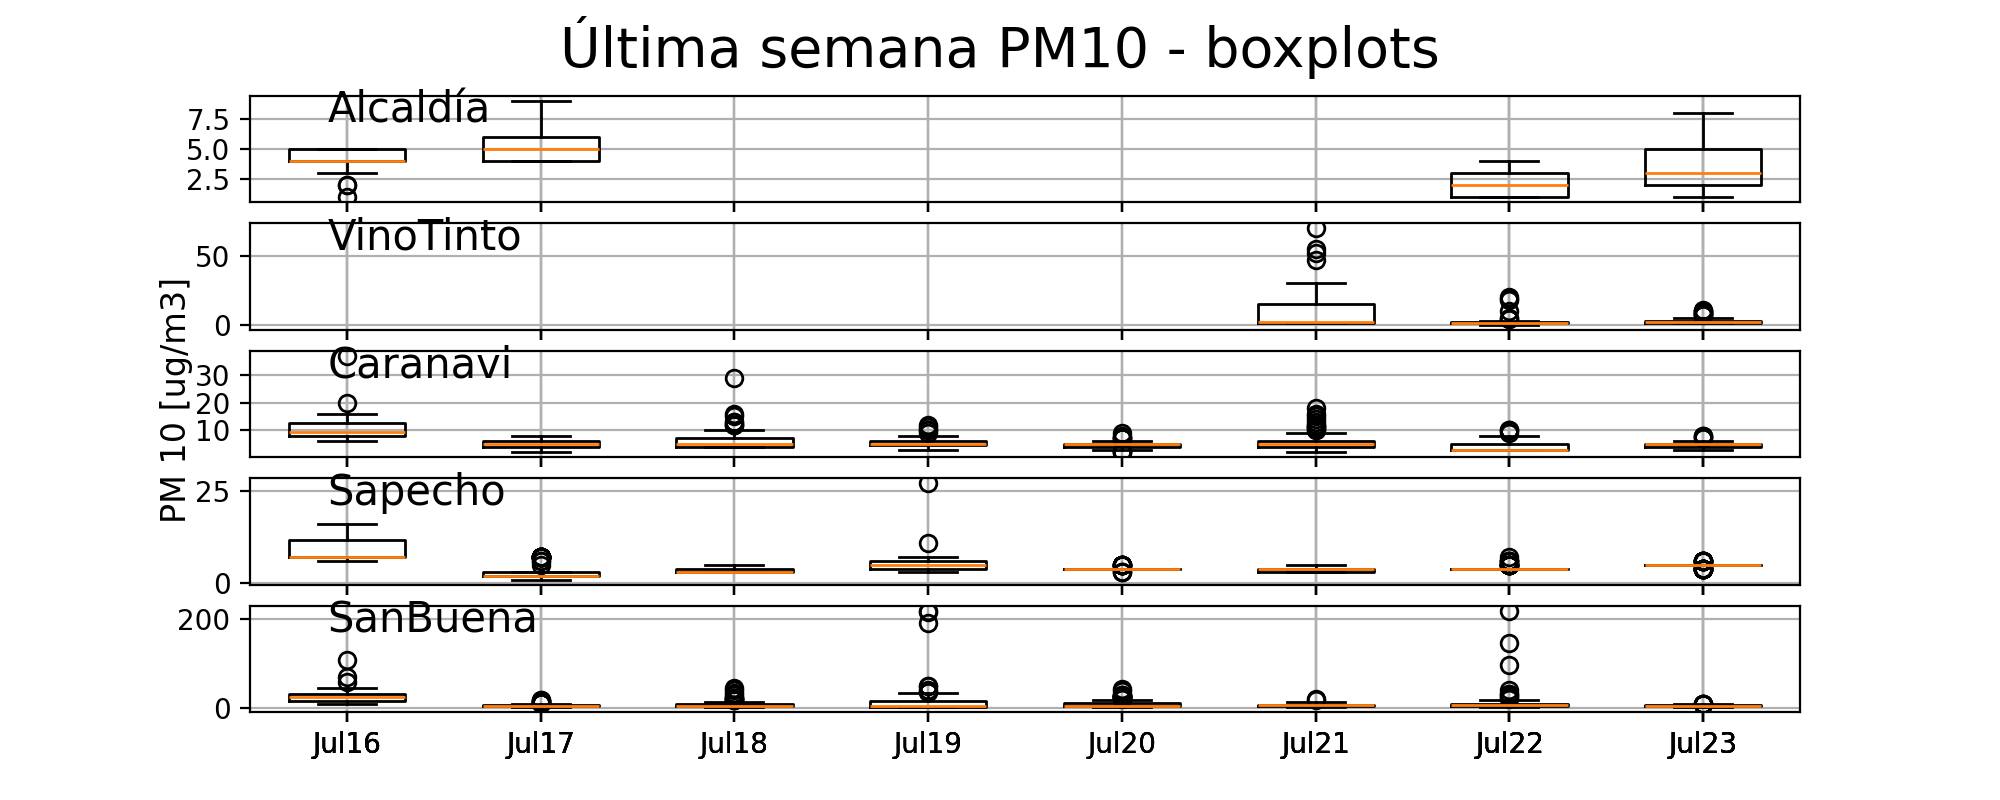 Última semana PM10 - boxplots
Alcaldía
7.5
5.0
2.5
VinoTinto
50
0
PM 10 [ug/m3]
Caranavi
30
20
10
Sapecho
25
0
SanBuena
200
0
Jul16 Jul17 Jul18 Jul19 Jul20 Jul21 Jul22 Jul23